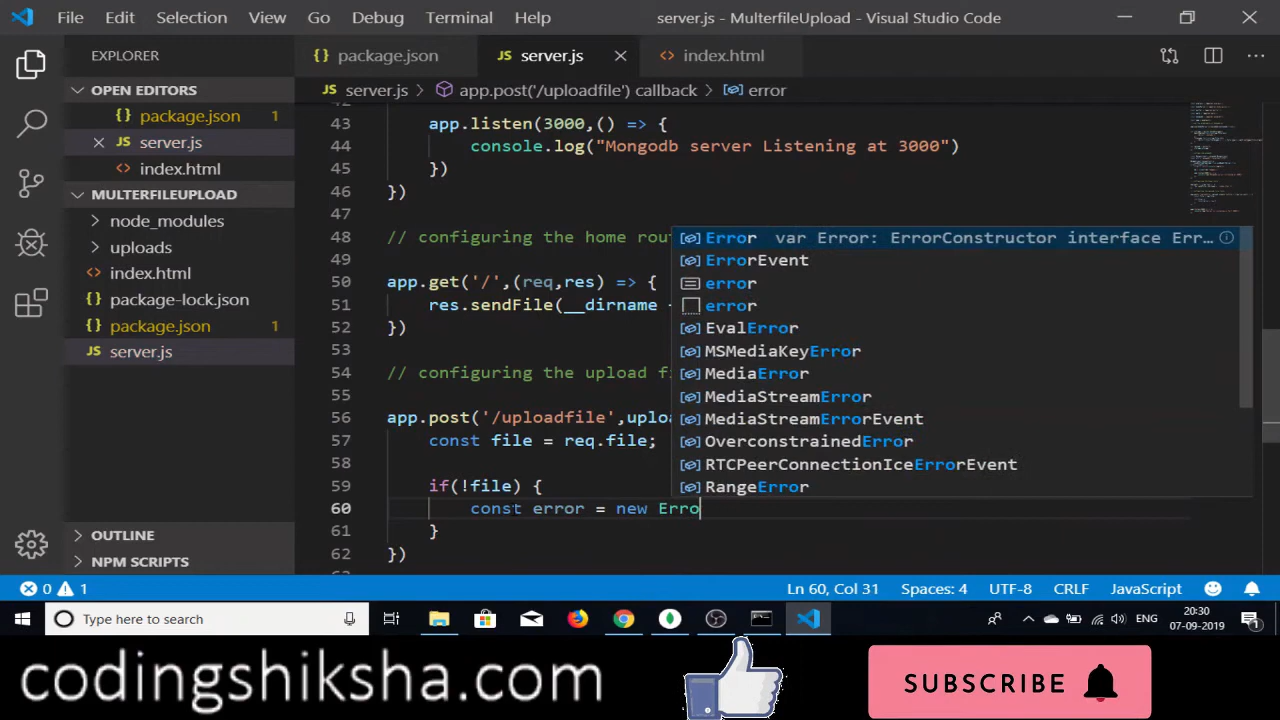 File Edit Selection View Go Debug Terminal Help server.js - MulterfileUpload - Visual Studio Code
EXPLORER
{} package.json JS server.js <> index.html
OPEN EDITORS
JS server.js > app.post('/uploadfile') callback > error
{} package.json 1
JS server.js
<> index.html
MULTERFILEUPLOAD
node_modules
uploads
<> index.html
{} package-lock.json
{} package.json 1
JS server.js
OUTLINE
NPM SCRIPTS
43 app.listen(3000,() => {
44 console.log("Mongodb server Listening at 3000")
45 })
46 })
47
48 // configuring the home rou
49
50 app.get('/',(req,res) => {
51 res.sendFile(__dirname
52 })
53
54 // configuring the upload f
55
56 app.post('/uploadfile',uplo
57 const file = req.file;
58
59 if(!file) {
60 const error = new Erro
61 }
62 })
Error var Error: ErrorConstructor interface Err...
ErrorEvent
error
error
EvalError
MSMediaKeyError
MediaError
MediaStreamError
MediaStreamErrorEvent
OverconstrainedError
RTCPeerConnectionIceErrorEvent
RangeError
0 1 Ln 60, Col 31 Spaces: 4 UTF-8 CRLF JavaScript
Type here to search
ENG
20:30
07-09-2019
1
codingshiksha.com
SUBSCRIBE